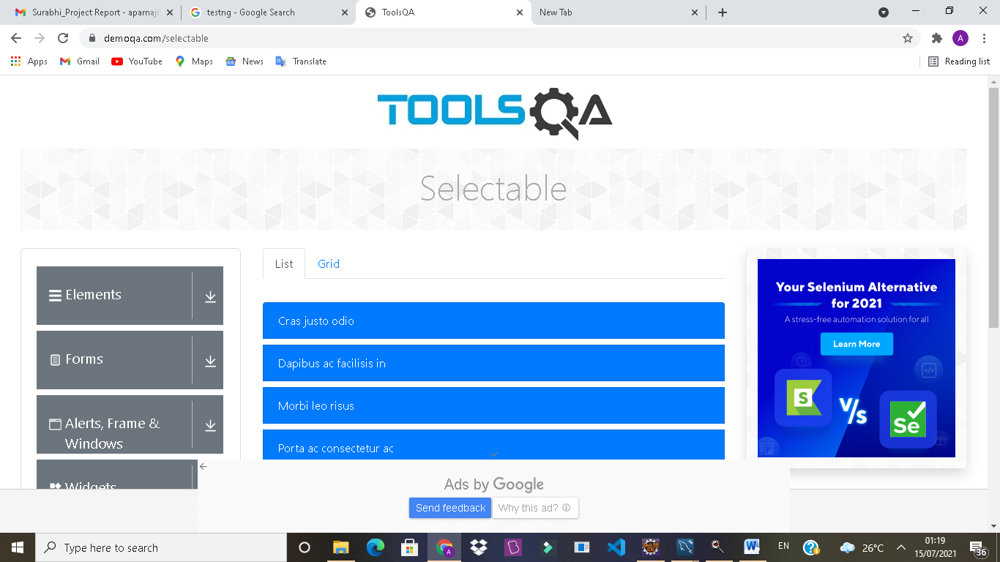 Surabhi_Project Report - aparnaji
testng - Google Search
ToolsQA
New Tab
demoqa.com/selectable
A
Apps
Gmail
YouTube
Maps
News
Translate
Reading list
TOOLSQA
Selectable
Elements
Forms
Alerts, Frame &
Windows
Widgets
List
Grid
Cras justo odio
Dapibus ac facilisis in
Morbi leo risus
Porta ac consectetur ac
Your Selenium Alternative
for 2021
A stress-free automation solution for all
Learn More
S
V/s
Se
Ads by Google
Send feedback
Why this ad?
Type here to search
EN
26°C
01:19
15/07/2021
36